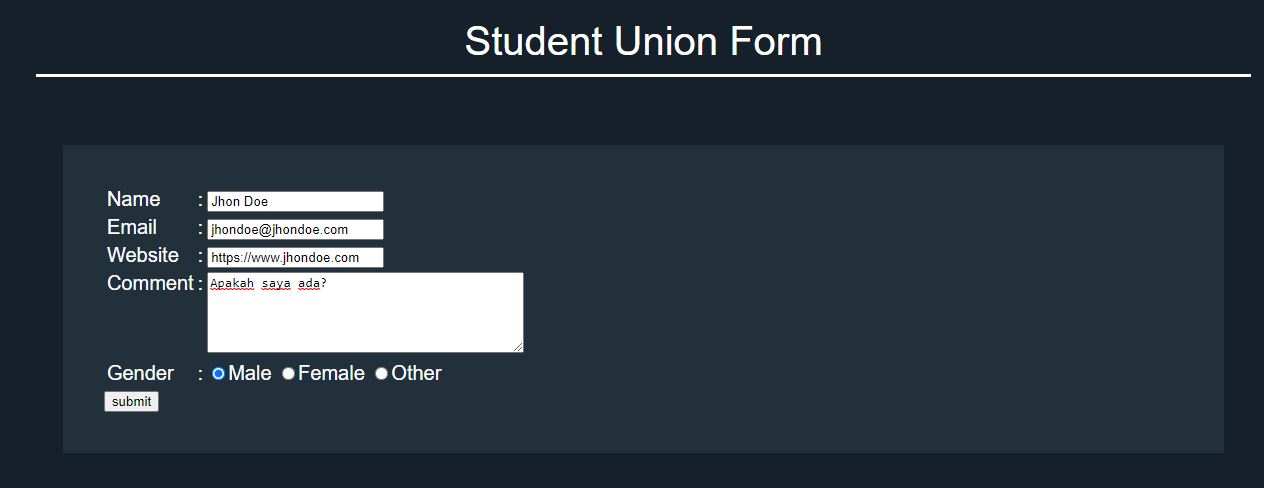 Student Union Form
Name : Jhon Doe
Email : jhondoe@jhondoe.com
Website : https://www.jhondoe.com
Comment : Apakah saya ada?
Gender : Male Female Other
submit